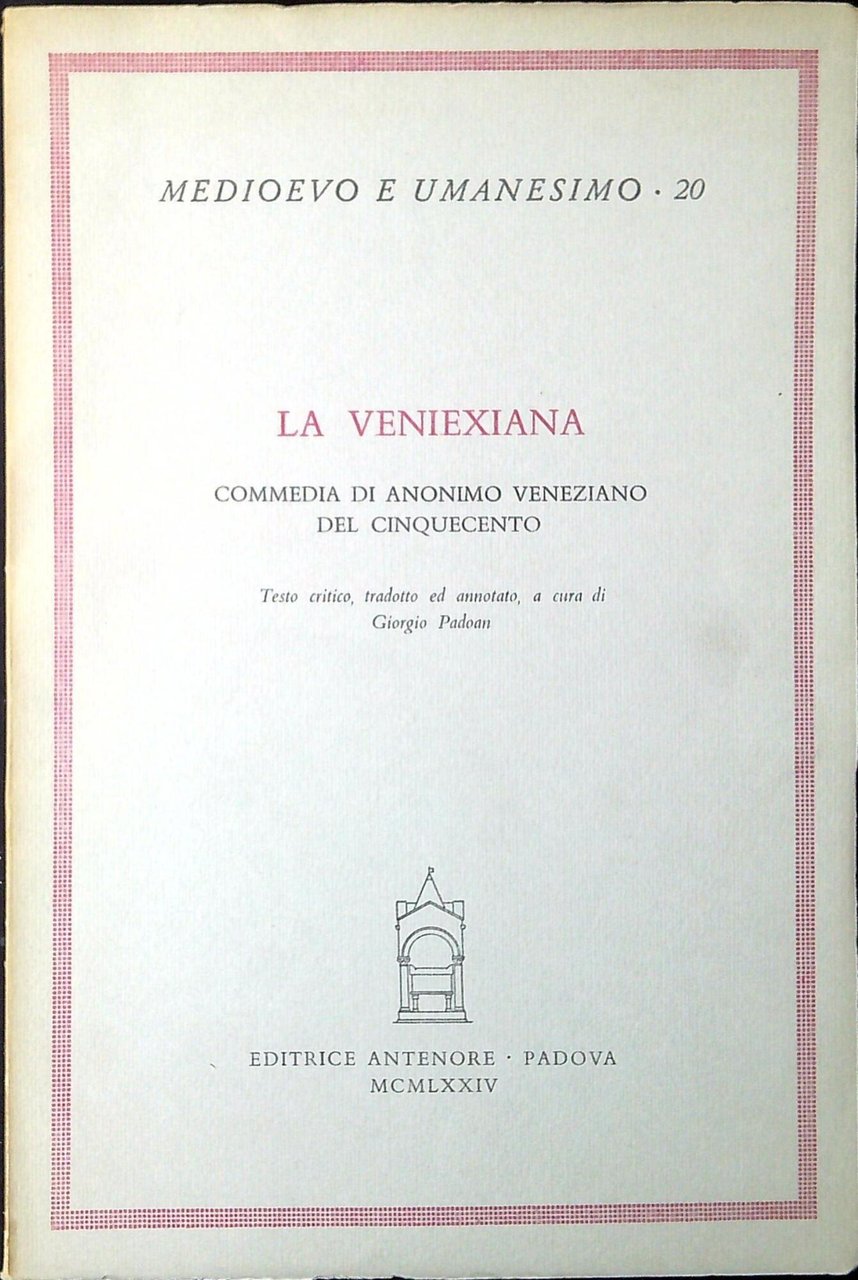 MEDIOEVO E UMANESIMO · 20
LA VENIEXIANA
COMMEDIA DI ANONIMO VENEZIANO
DEL CINQUECENTO
Testo critico, tradotto ed annotato, a cura di
Giorgio Padoan
EDITRICE ANTENORE · PADOVA
MCMLXXIV